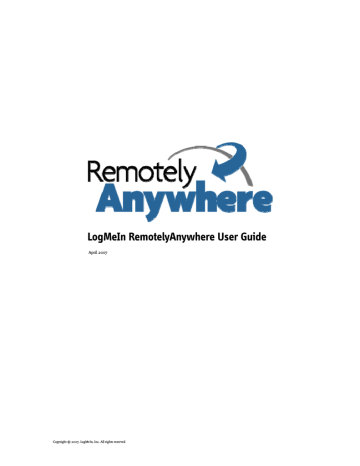 Remotely
Anywhere
LogMeIn RemotelyAnywhere User Guide
April 2007
Copyright © 2007, LogMeIn, Inc. All rights reserved